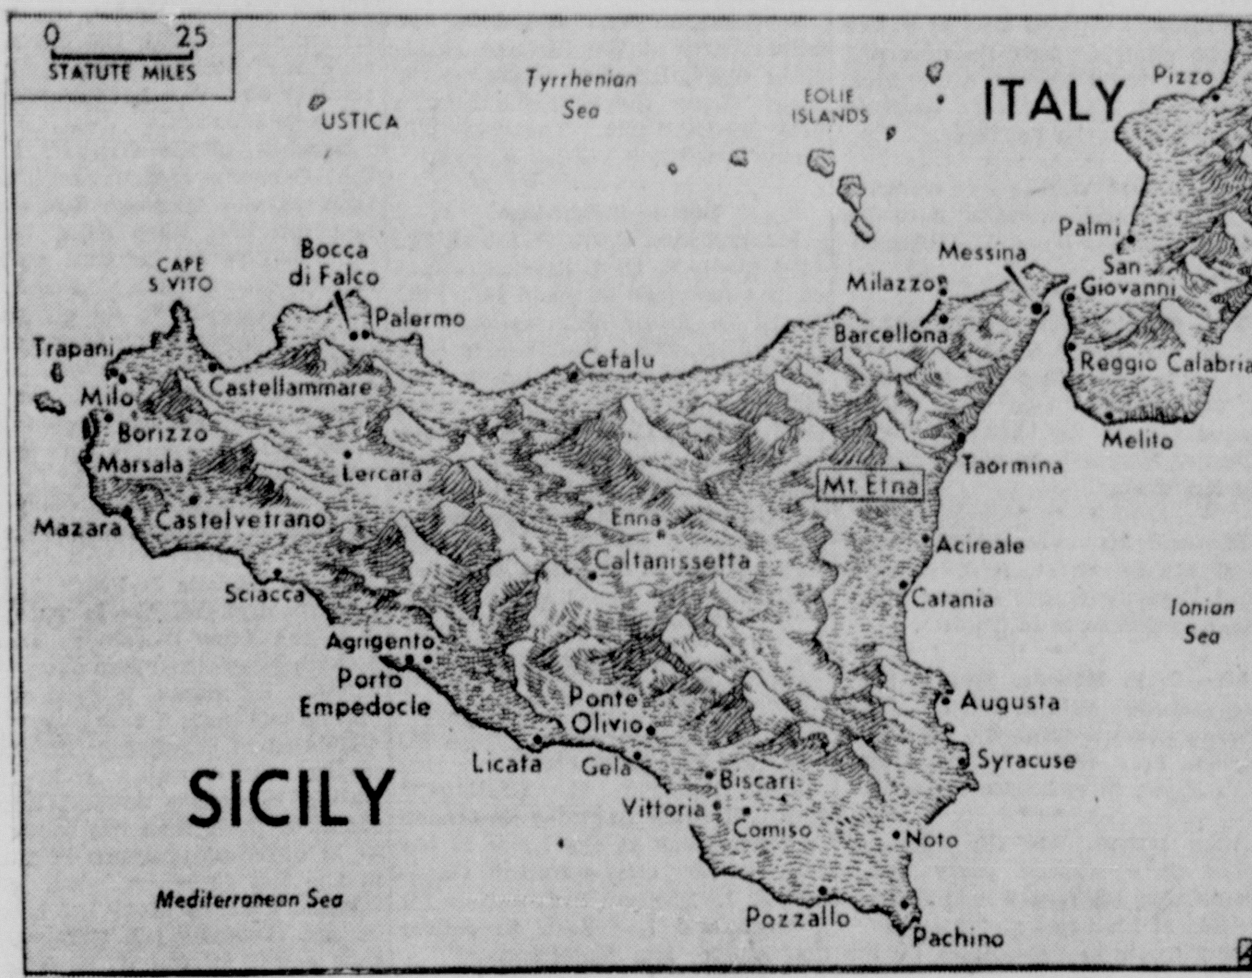 0 25
STATUTE MILES
Tyrrhenian
Sea
USTICA
EOLIE
ISLANDS
ITALY
Pizzo
Palmi
Messina
San
Giovanni
Bocca
di Falco
CAPE
S. VITO
Milazzo
Palermo
Barcellona
Trapani
Cefalu
Reggio Calabria
Castellammare
Milo
Borizzo
Melito
Marsala
Lercara
Taormina
Mt. Etna
Mazara
Castelvetrano
Enna
Acireale
Caltanissetta
Sciacca
Catania
Ionian
Sea
Agrigento
Porto
Empedocle
Ponte
Olivio
Augusta
Licata
Gela
Syracuse
SICILY
Biscari
Vittoria
Comiso
Noto
Mediterranean Sea
Pozzallo
Pachino